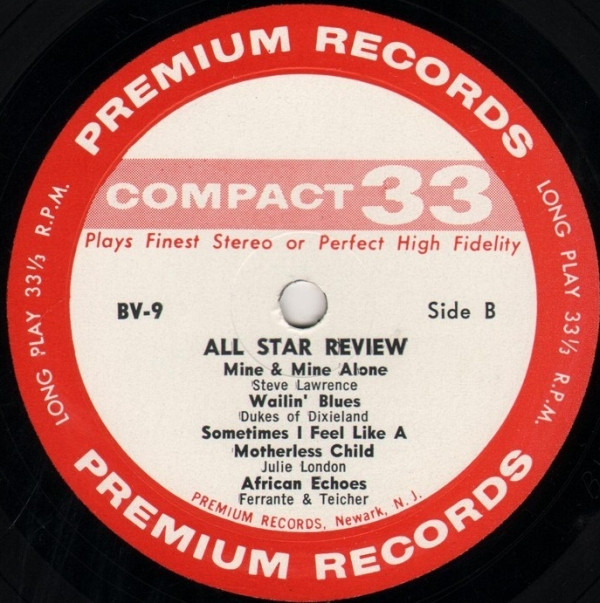 PREMIUM RECORDS
COMPACT 33
Plays Finest Stereo or Perfect High Fidelity
LONG PLAY 33⅓ R.P.M.
LONG PLAY 33⅓ R.P.M.
BV-9
Side B
ALL STAR REVIEW
Mine & Mine Alone
Steve Lawrence
Wailin' Blues
Dukes of Dixieland
Sometimes I Feel Like A
Motherless Child
Julie London
African Echoes
Ferrante & Teicher
PREMIUM RECORDS, Newark, N. J.
PREMIUM RECORDS